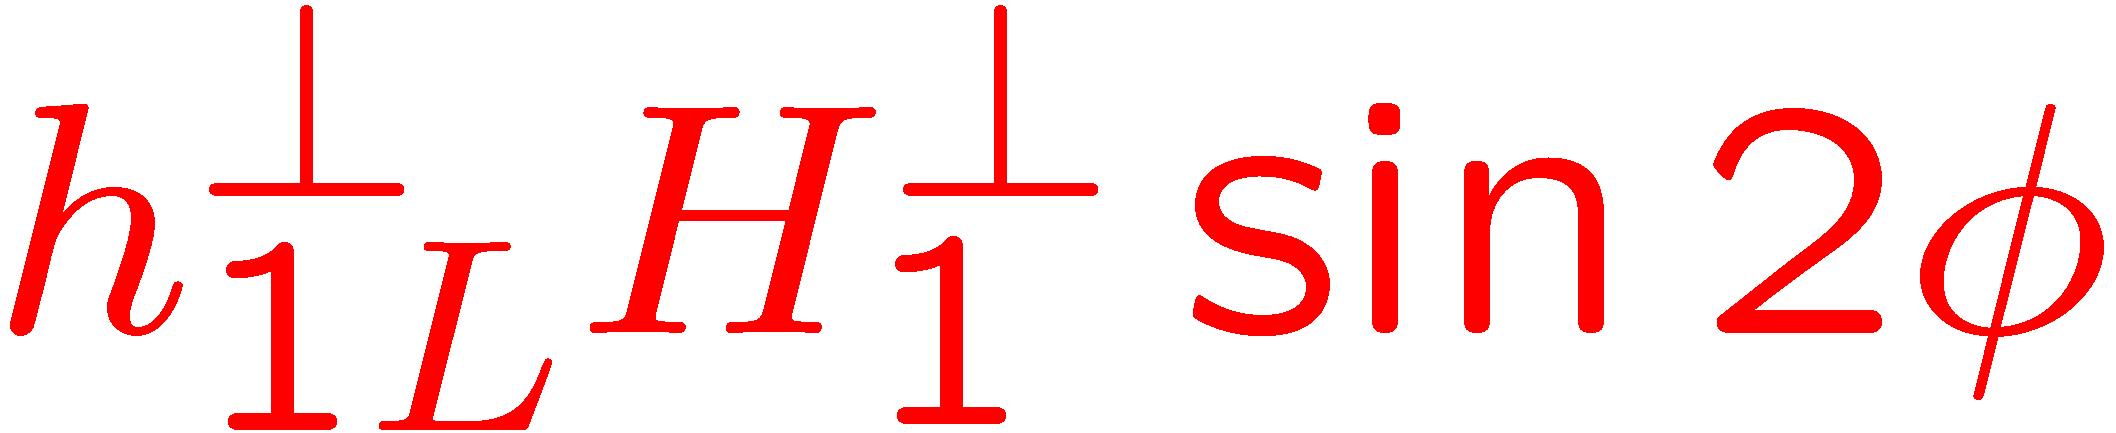 h_{1L}^⊥ H_1^⊥ sin 2ϕ